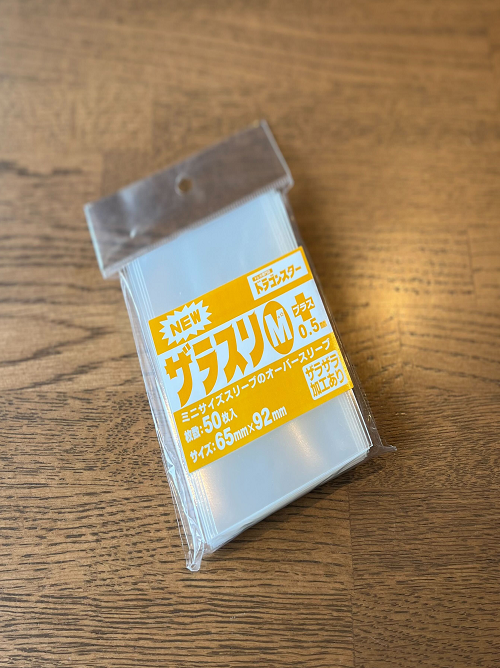 ドラゴンスター
NEW
ザラスリM
プラス
0.5mm
ミニサイズスリーブのオーバースリーブ
枚数:50枚入
サイズ:65mm×92mm
ザラザラ
加工あり